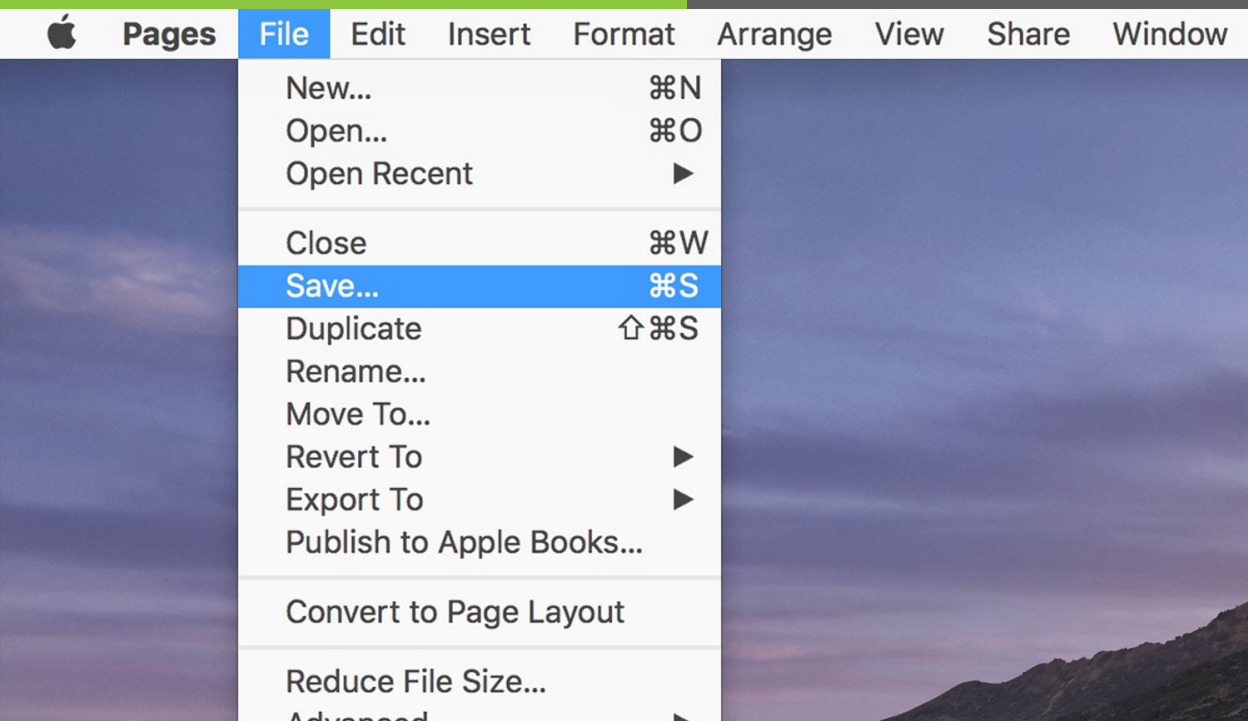 Pages File Edit Insert Format Arrange View Share Window
New... ⌘N
Open... ⌘O
Open Recent ▶
Close ⌘W
Save... ⌘S
Duplicate ⇧⌘S
Rename...
Move To...
Revert To ▶
Export To ▶
Publish to Apple Books...
Convert to Page Layout
Reduce File Size...
Advanced ▶